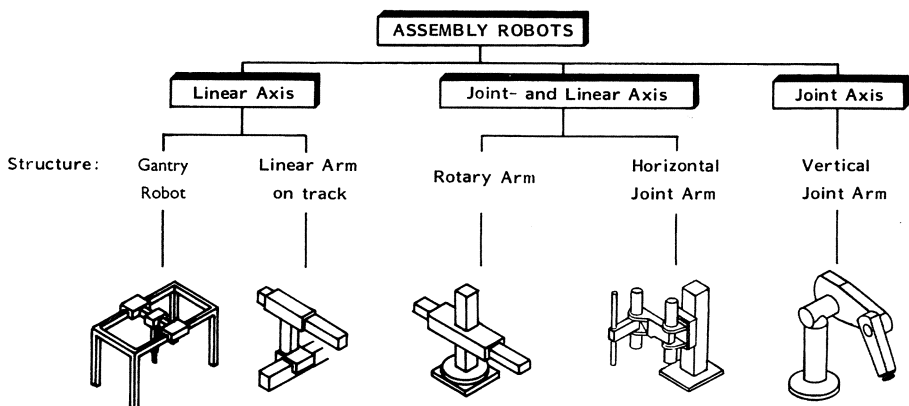 ASSEMBLY ROBOTS
Linear Axis
Joint- and Linear Axis
Joint Axis
Structure:
Gantry
Robot
Linear Arm
on track
Rotary Arm
Horizontal
Joint Arm
Vertical
Joint Arm